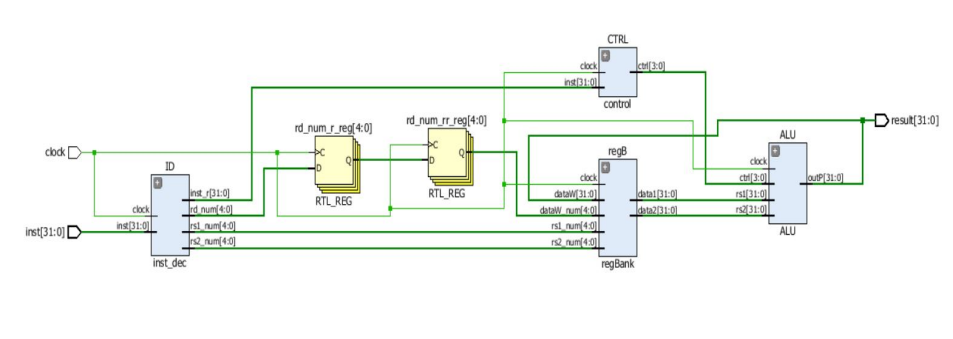 CTRL
clock
inst[31:0]
ctrl[3:0]
control
rd_num_r_reg[4:0]
C
D
Q
RTL_REG
rd_num_rr_reg[4:0]
C
D
Q
RTL_REG
clock
inst[31:0]
ID
clock
inst[31:0]
inst_r[31:0]
rd_num[4:0]
rs1_num[4:0]
rs2_num[4:0]
inst_dec
regB
clock
dataW[31:0]
dataW_num[4:0]
rs1_num[4:0]
rs2_num[4:0]
data1[31:0]
data2[31:0]
regBank
ALU
clock
ctrl[3:0]
rs1[31:0]
rs2[31:0]
outP[31:0]
ALU
result[31:0]